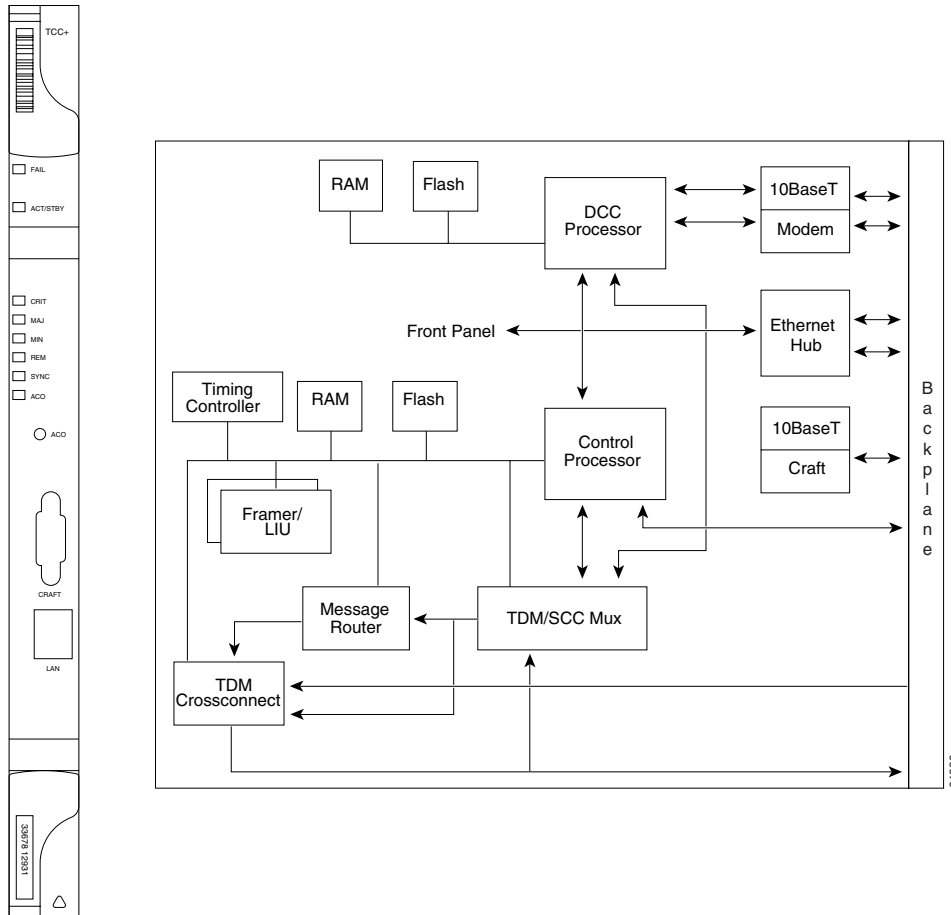 TCC+
FAIL
ACT/STBY
CRIT
MAJ
MIN
REM
SYNC
ACO
ACO
CRAFT
LAN
33678 12931
RAM
Flash
DCC
Processor
10BaseT
Modem
Front Panel
Ethernet
Hub
Timing
Controller
RAM
Flash
Control
Processor
10BaseT
Craft
Framer/
LIU
Message
Router
TDM/SCC Mux
TDM
Crossconnect
Backplane